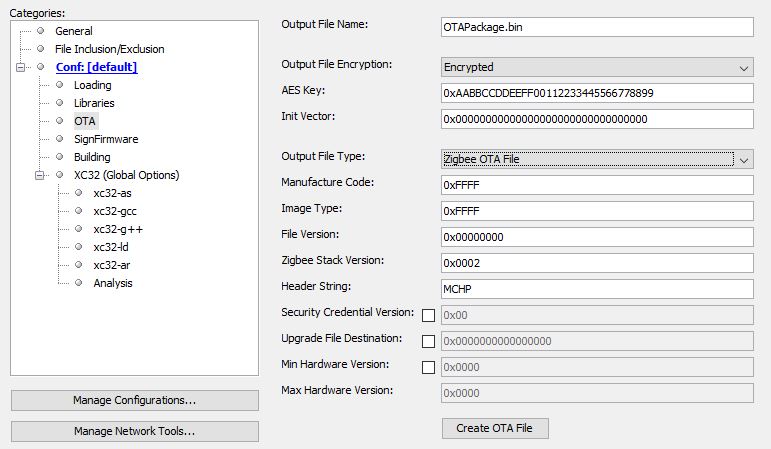 Categories:
General
File Inclusion/Exclusion
Conf: [default]
Loading
Libraries
OTA
SignFirmware
Building
XC32 (Global Options)
xc32-as
xc32-gcc
xc32-g++
xc32-ld
xc32-ar
Analysis
Manage Configurations...
Manage Network Tools...
Output File Name: OTAPackage.bin
Output File Encryption: Encrypted
AES Key: 0xAABBCCDDEEFF00112233445566778899
Init Vector: 0x00000000000000000000000000000000
Output File Type: Zigbee OTA File
Manufacture Code: 0xFFFF
Image Type: 0xFFFF
File Version: 0x00000000
Zigbee Stack Version: 0x0002
Header String: MCHP
Security Credential Version: 0x00
Upgrade File Destination: 0x0000000000000000
Min Hardware Version: 0x0000
Max Hardware Version: 0x0000
Create OTA File